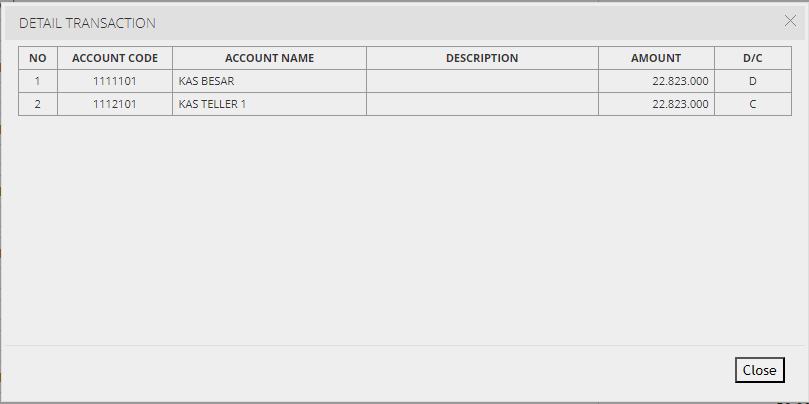 DETAIL TRANSACTION
NO ACCOUNT CODE ACCOUNT NAME DESCRIPTION AMOUNT D/C
1 1111101 KAS BESAR 22.823.000 D
2 1112101 KAS TELLER 1 22.823.000 C
Close